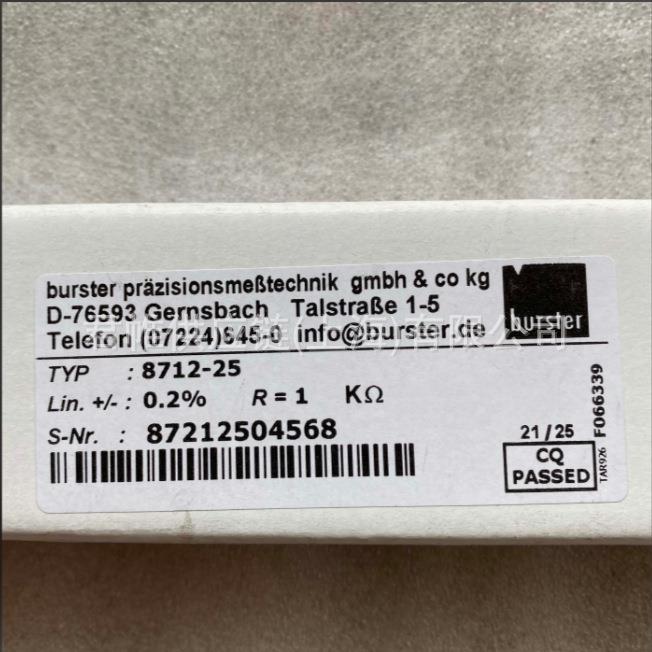 burster präzisionsmeßtechnik gmbh & co kg
D-76593 Gernsbach Talstraße 1-5
Telefon (07224)645-0 info@burster.de
burster
TYP : 8712-25
Lin. +/- : 0.2% R = 1 KΩ
S-Nr. : 87212504568
21/25
CQ
PASSED
TAR926 F066339